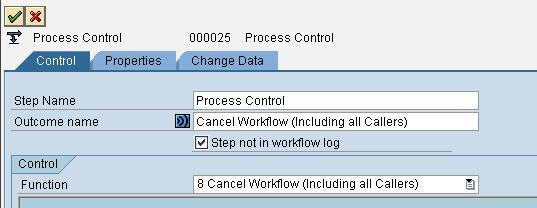 Process Control 000025 Process Control
Control Properties Change Data
Step Name Process Control
Outcome name Cancel Workflow (Including all Callers)
Step not in workflow log
Control
Function 8 Cancel Workflow (Including all Callers)